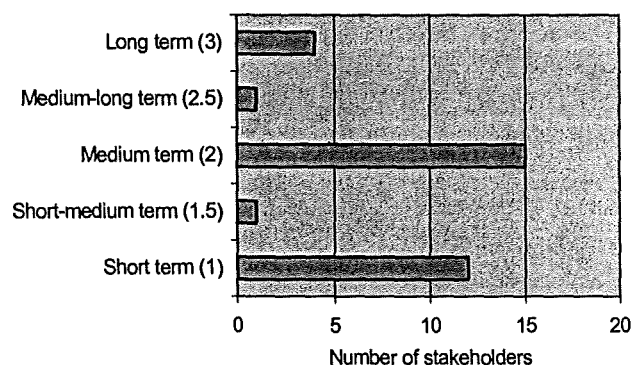 Long term (3)
Medium-long term (2.5)
Medium term (2)
Short-medium term (1.5)
Short term (1)
0 5 10 15 20
Number of stakeholders